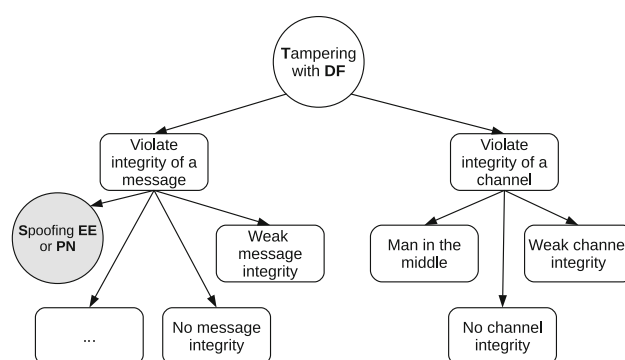 Tampering
with DF
Violate
integrity of a
message
Violate
integrity of a
channel
Spoofing EE
or PN
Weak
message
integrity
Man in the
middle
Weak channel
integrity
...
No message
integrity
No channel
integrity